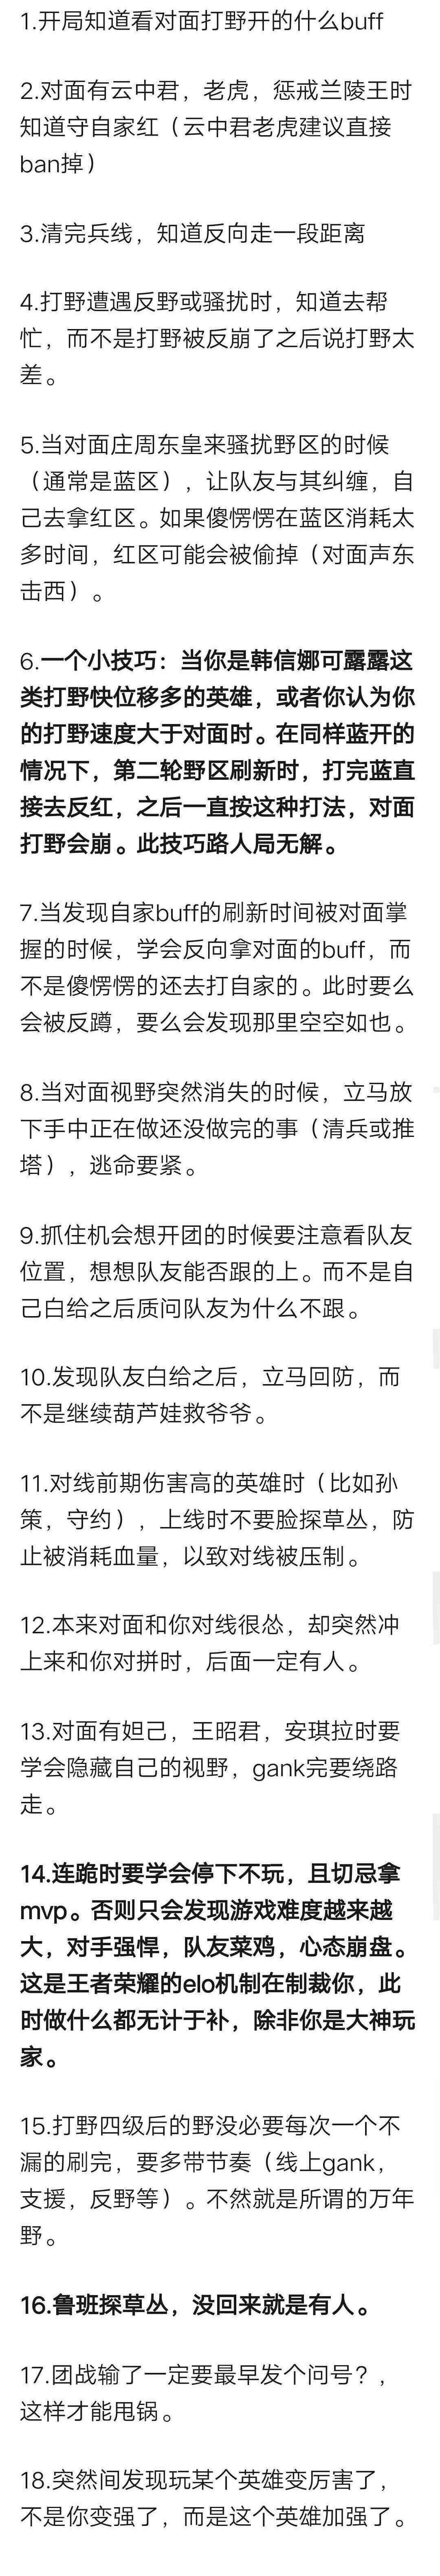 1.开局知道看对面打野开的什么buff
2.对面有云中君，老虎，惩戒兰陵王时
知道守自家红（云中君老虎建议直接
ban掉）
3.清完兵线，知道反向走一段距离
4.打野遭遇反野或骚扰时，知道去帮
忙，而不是打野被反崩了之后说打野太
差。
5.当对面庄周东皇来骚扰野区的时候
（通常是蓝区），让队友与其纠缠，自
己去拿红区。如果傻愣愣在蓝区消耗太
多时间，红区可能会被偷掉（对面声东
击西）。
6.一个小技巧：当你是韩信娜可露露这
类打野快位移多的英雄，或者你认为你
的打野速度大于对面时。在同样蓝开的
情况下，第二轮野区刷新时，打完蓝直
接去反红，之后一直按这种打法，对面
打野会崩。此技巧路人局无解。
7.当发现自家buff的刷新时间被对面掌
握的时候，学会反向拿对面的buff，而
不是傻愣愣的还去打自家的。此时要么
会被反蹲，要么会发现那里空空如也。
8.当对面视野突然消失的时候，立马放
下手中正在做还没做完的事（清兵或推
塔），逃命要紧。
9.抓住机会想开团的时候要注意看队友
位置，想想队友能否跟的上。而不是自
己白给之后质问队友为什么不跟。
10.发现队友白给之后，立马回防，而
不是继续葫芦娃救爷爷。
11.对线前期伤害高的英雄时（比如孙
策，守约），上线时不要脸探草丛，防
止被消耗血量，以致对线被压制。
12.本来对面和你对线很怂，却突然冲
上来和你对拼时，后面一定有人。
13.对面有妲己，王昭君，安琪拉时要
学会隐藏自己的视野，gank完要绕路
走。
14.连跪时要学会停下不玩，且切忌拿
mvp。否则只会发现游戏难度越来越
大，对手强悍，队友菜鸡，心态崩盘。
这是王者荣耀的elo机制在制裁你，此
时做什么都无计于补，除非你是大神玩
家。
15.打野四级后的野没必要每次一个不
漏的刷完，要多带节奏（线上gank，
支援，反野等）。不然就是所谓的万年
野。
16.鲁班探草丛，没回来就是有人。
17.团战输了一定要最早发个问号？，
这样才能甩锅。
18.突然间发现玩某个英雄变厉害了，
不是你变强了，而是这个英雄加强了。